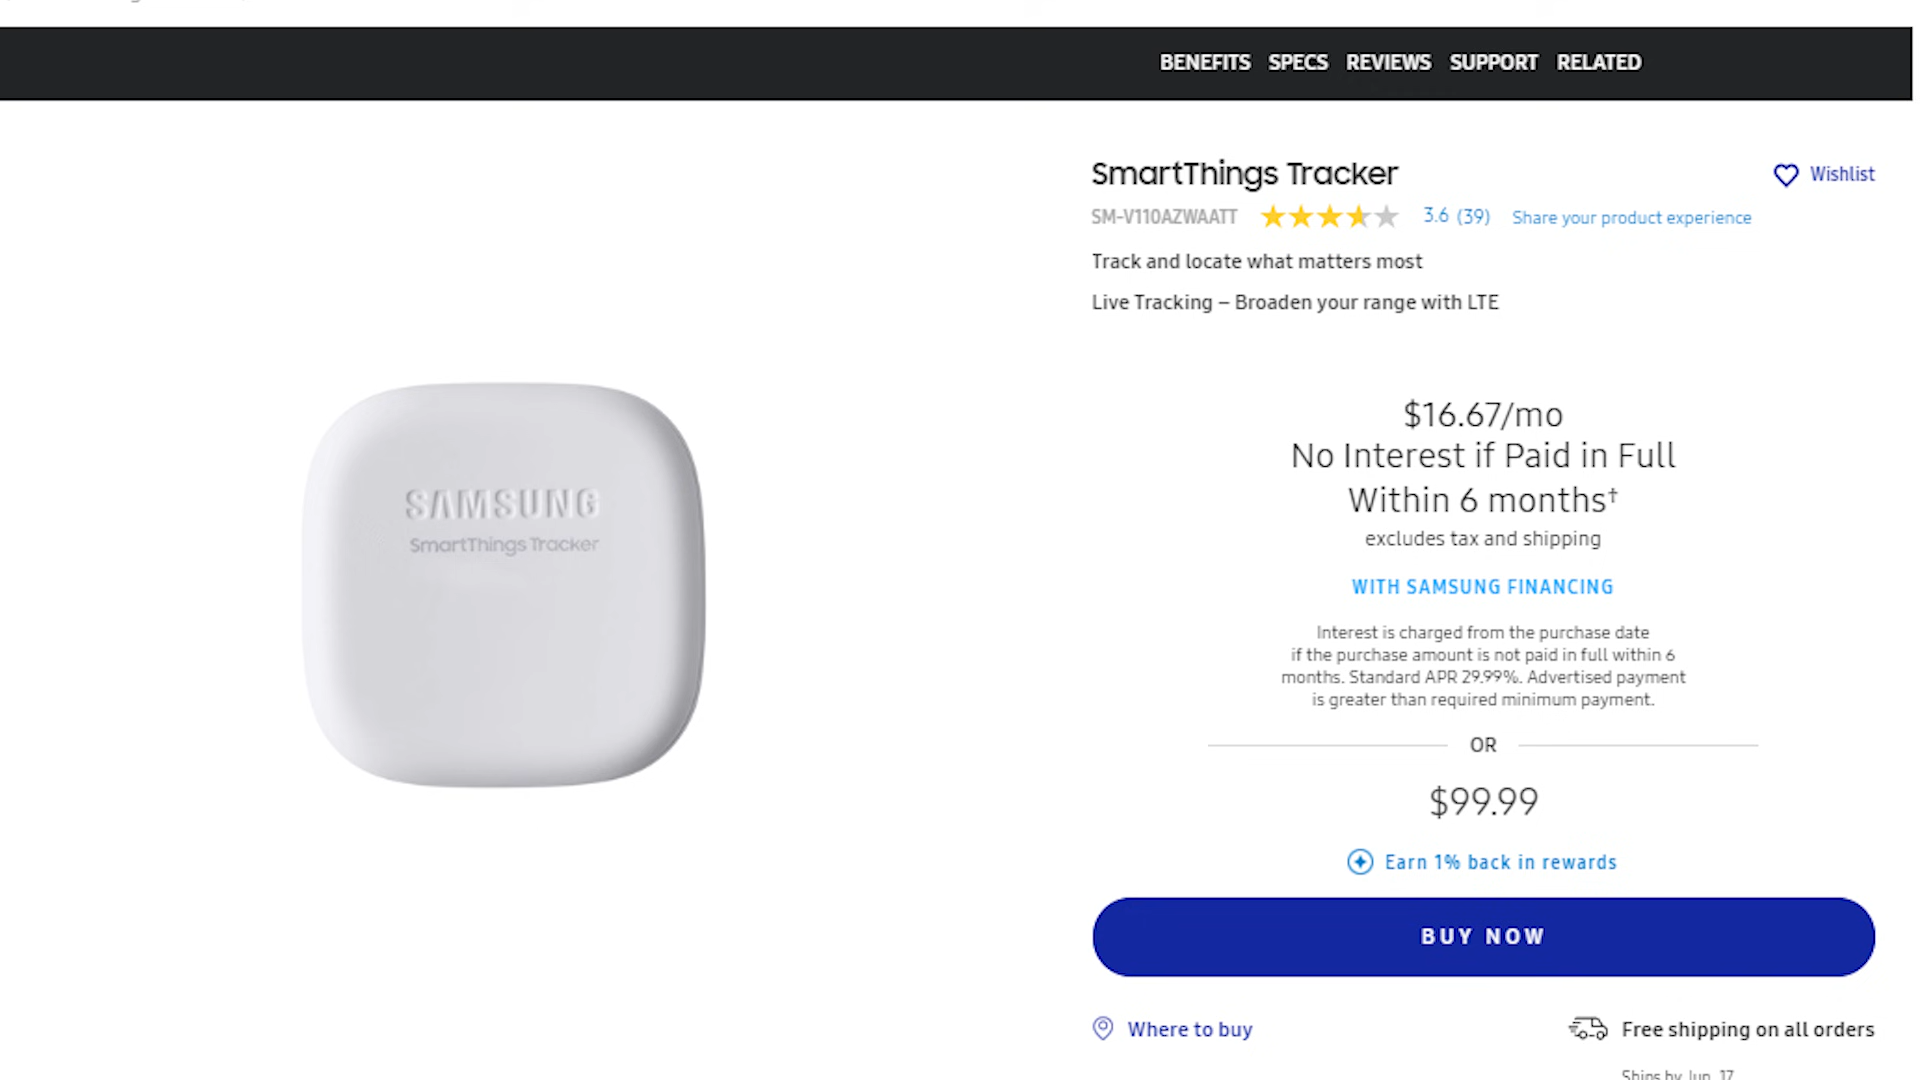 BENEFITS SPECS REVIEWS SUPPORT RELATED
SmartThings Tracker
Wishlist
SM-V110AZWAATT 3.6 (39) Share your product experience
Track and locate what matters most
Live Tracking – Broaden your range with LTE
SAMSUNG
SmartThings Tracker
$16.67/mo
No Interest if Paid in Full
Within 6 months†
excludes tax and shipping
WITH SAMSUNG FINANCING
Interest is charged from the purchase date
if the purchase amount is not paid in full within 6
months. Standard APR 29.99%. Advertised payment
is greater than required minimum payment.
OR
$99.99
Earn 1% back in rewards
BUY NOW
Where to buy
Free shipping on all orders
Ships by Jun. 17